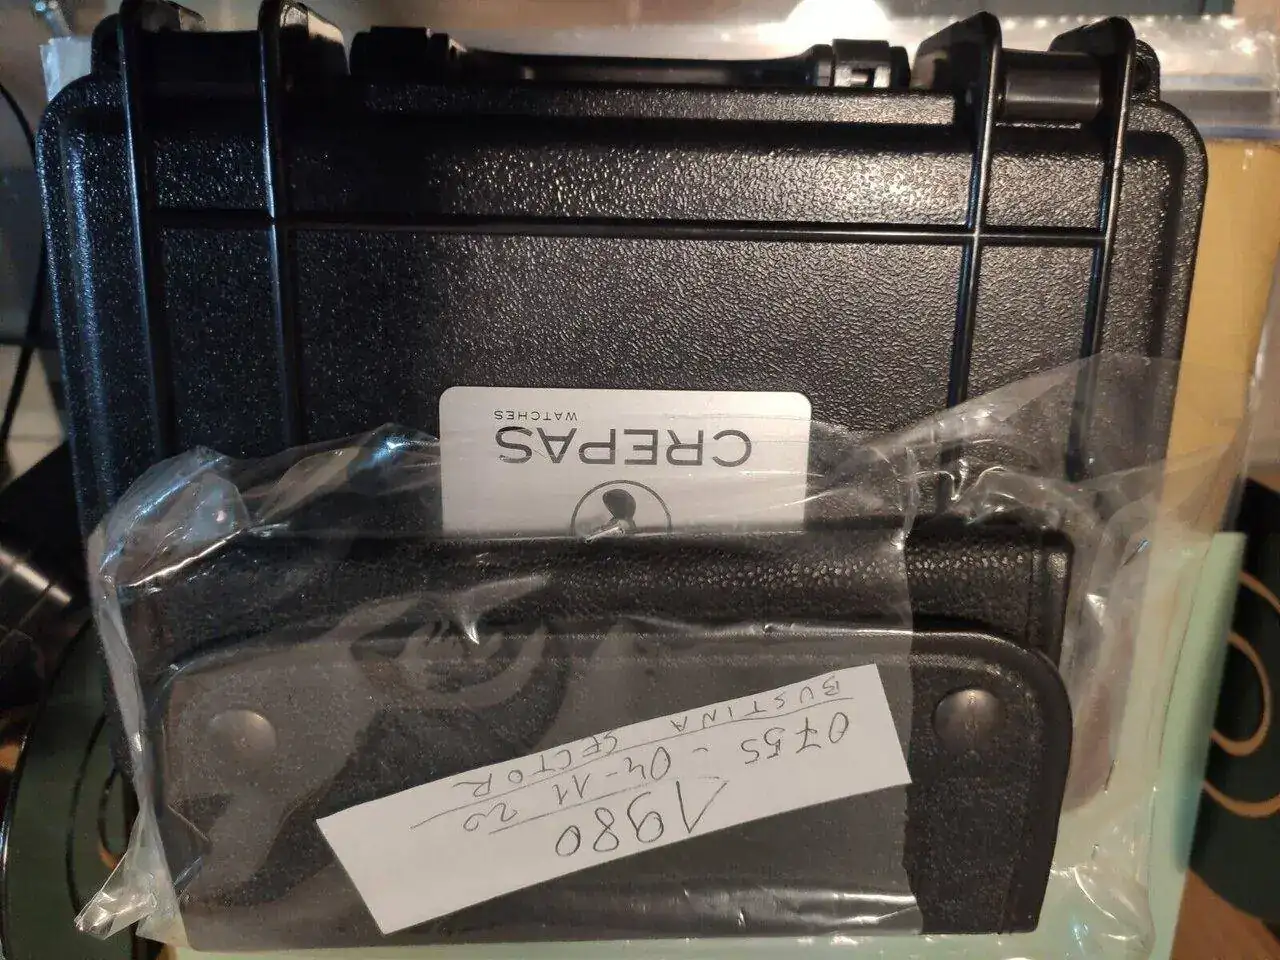 1980
0755 - 04-11 20
BUSTINA SECTOR
CREPAS
WATCHES